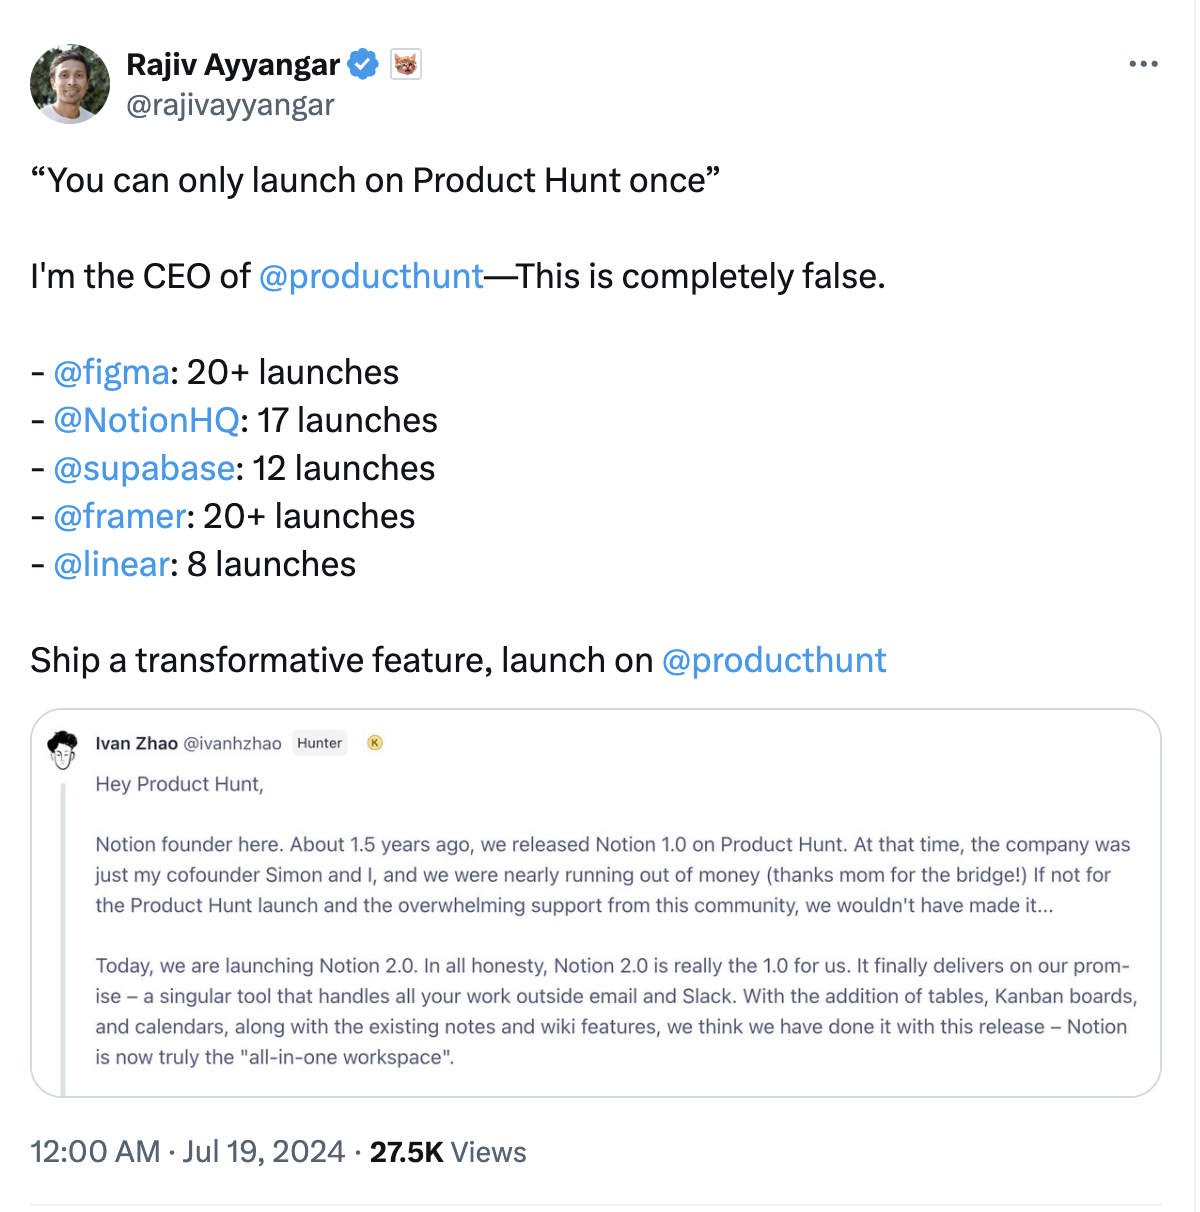 Rajiv Ayyangar
@rajivayyangar
“You can only launch on Product Hunt once”
I'm the CEO of @producthunt—This is completely false.
- @figma: 20+ launches
- @NotionHQ: 17 launches
- @supabase: 12 launches
- @framer: 20+ launches
- @linear: 8 launches
Ship a transformative feature, launch on @producthunt
Ivan Zhao @ivanhzhao Hunter K
Hey Product Hunt,
Notion founder here. About 1.5 years ago, we released Notion 1.0 on Product Hunt. At that time, the company was
just my cofounder Simon and I, and we were nearly running out of money (thanks mom for the bridge!) If not for
the Product Hunt launch and the overwhelming support from this community, we wouldn't have made it...
Today, we are launching Notion 2.0. In all honesty, Notion 2.0 is really the 1.0 for us. It finally delivers on our prom-
ise – a singular tool that handles all your work outside email and Slack. With the addition of tables, Kanban boards,
and calendars, along with the existing notes and wiki features, we think we have done it with this release – Notion
is now truly the "all-in-one workspace".
12:00 AM · Jul 19, 2024 · 27.5K Views